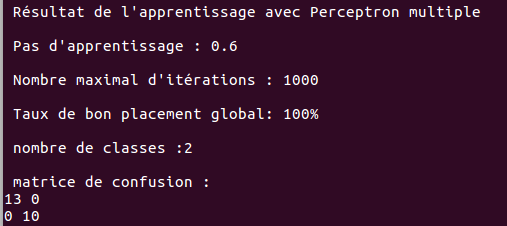 Résultat de l'apprentissage avec Perceptron multiple
Pas d'apprentissage : 0.6
Nombre maximal d'itérations : 1000
Taux de bon placement global: 100%
nombre de classes :2
matrice de confusion :
13 0
0 10